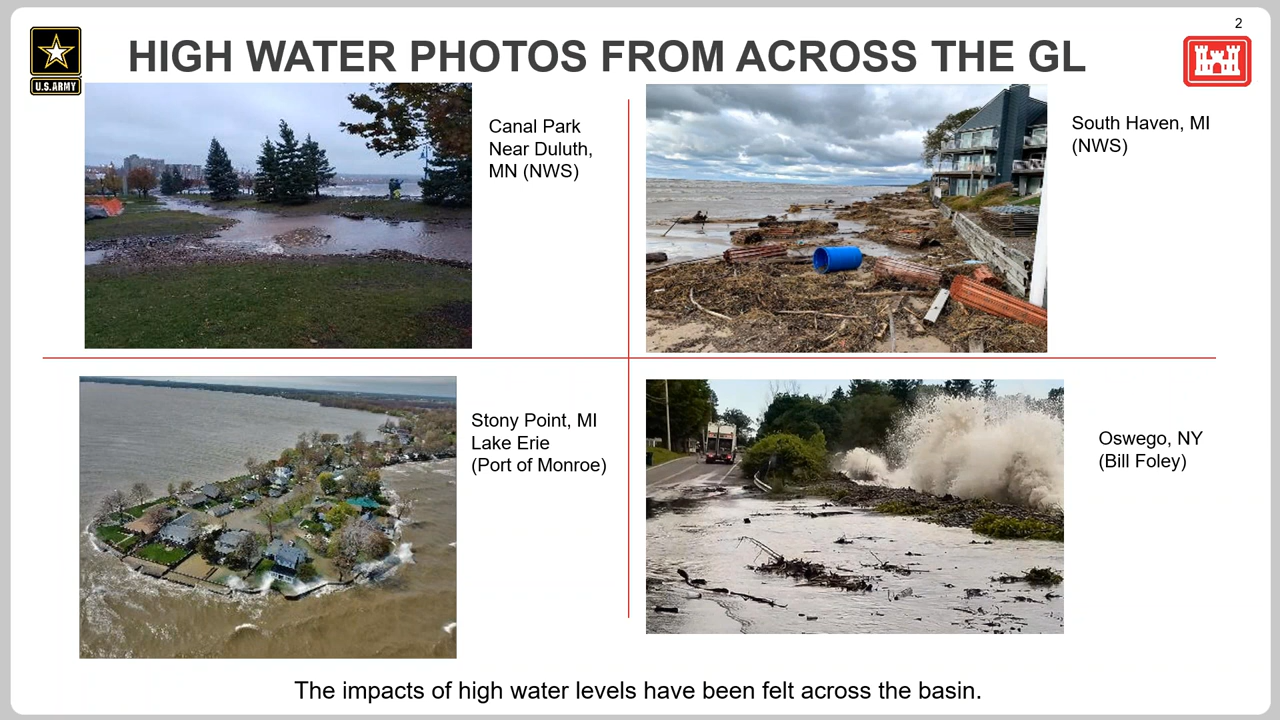 2
HIGH WATER PHOTOS FROM ACROSS THE GL
U.S.ARMY
Canal Park
Near Duluth,
MN (NWS)
South Haven, MI
(NWS)
Stony Point, MI
Lake Erie
(Port of Monroe)
Oswego, NY
(Bill Foley)
The impacts of high water levels have been felt across the basin.